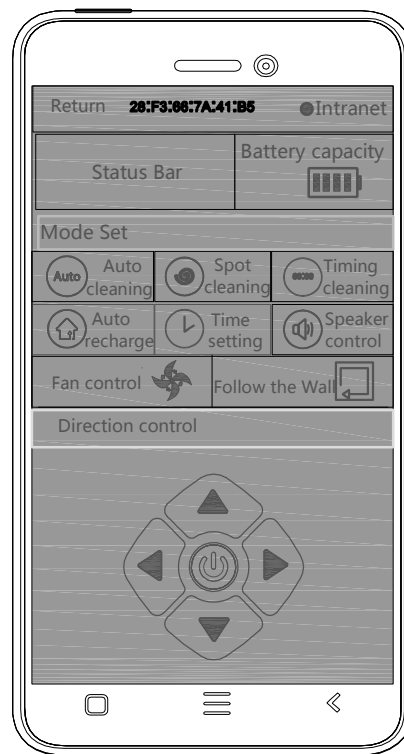 Return 28:F3:66:7A:41:B5 Intranet
Status Bar
Battery capacity
Mode Set
Auto
Auto
cleaning
Spot
cleaning
Timing
cleaning
Auto
recharge
Time
setting
Speaker
control
Fan control
Follow the Wall
Direction control